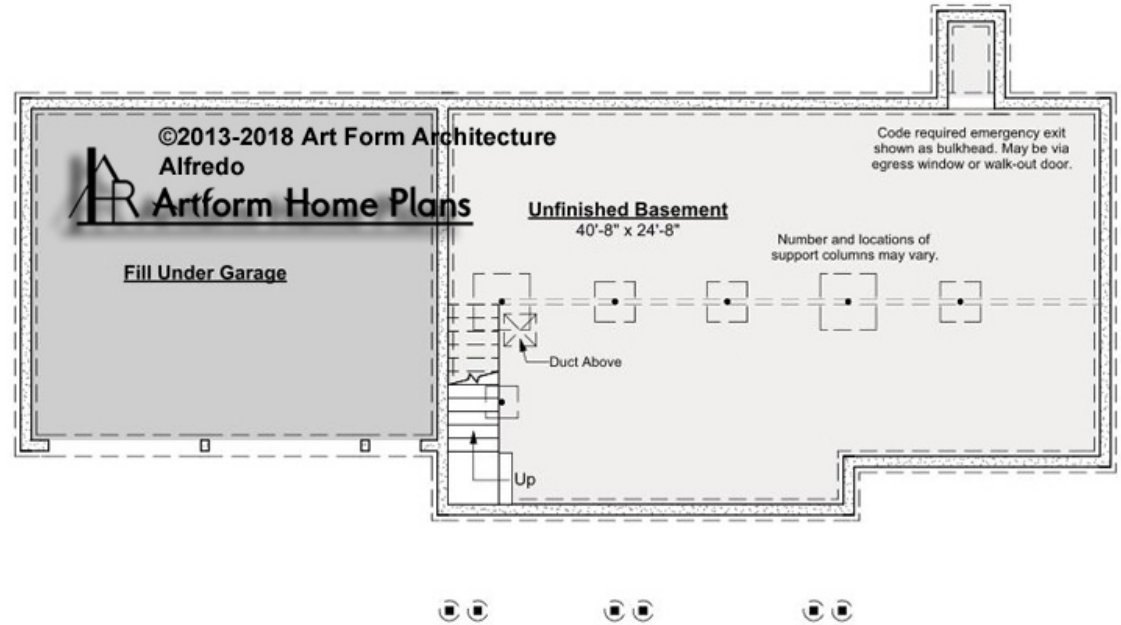 ©2013-2018 Art Form Architecture
Alfredo
Artform Home Plans
Fill Under Garage
Code required emergency exit
shown as bulkhead. May be via
egress window or walk-out door.
Unfinished Basement
40'-8" x 24'-8"
Number and locations of
support columns may vary.
Duct Above
Up